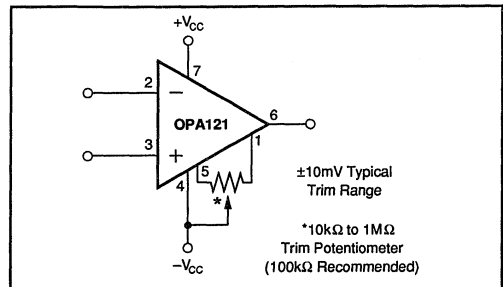 +VCC
7
2
−
OPA121
6
3
+
1
5
4
*
±10mV Typical
Trim Range
*10kΩ to 1MΩ
Trim Potentiometer
(100kΩ Recommended)
−VCC